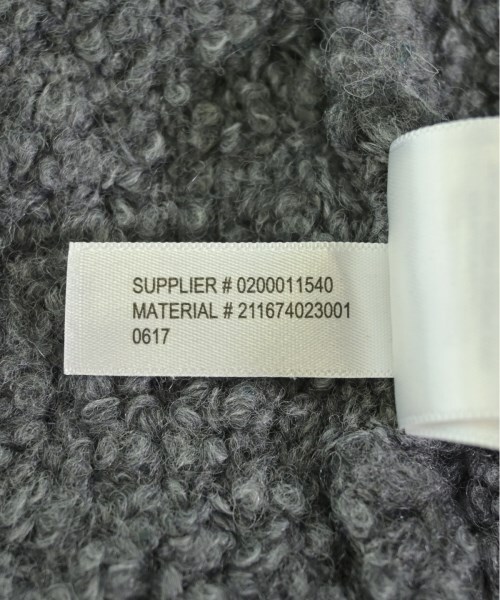 SUPPLIER # 0200011540
MATERIAL # 211674023001
0617